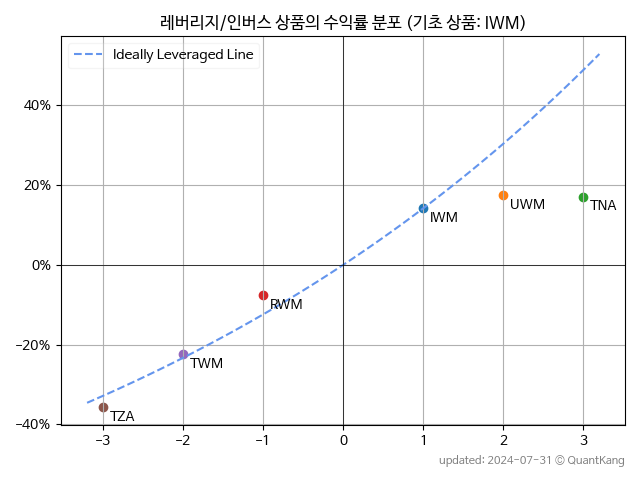 레버리지/인버스 상품의 수익률 분포 (기초 상품: IWM)
Ideally Leveraged Line
40%
20%
0%
−20%
−40%
IWM
UWM
TNA
RWM
TWM
TZA
−3 −2 −1 0 1 2 3
updated: 2024-07-31 © QuantKang